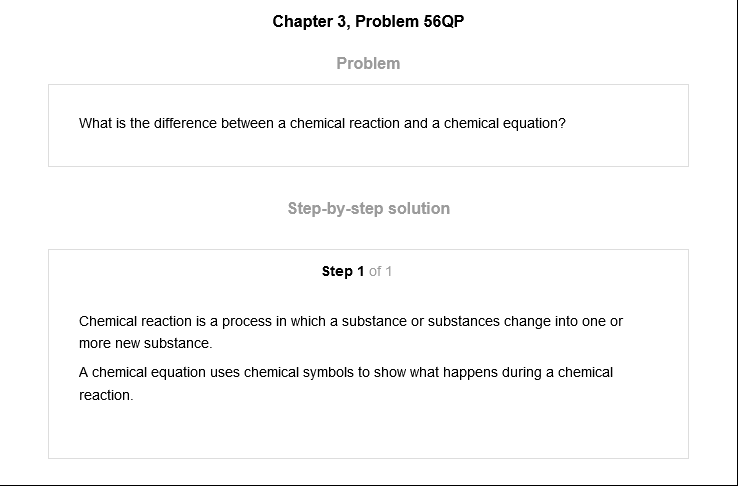 Chapter 3, Problem 56QP
Problem
What is the difference between a chemical reaction and a chemical equation?
Step-by-step solution
Step 1 of 1
Chemical reaction is a process in which a substance or substances change into one or
more new substance.
A chemical equation uses chemical symbols to show what happens during a chemical
reaction.